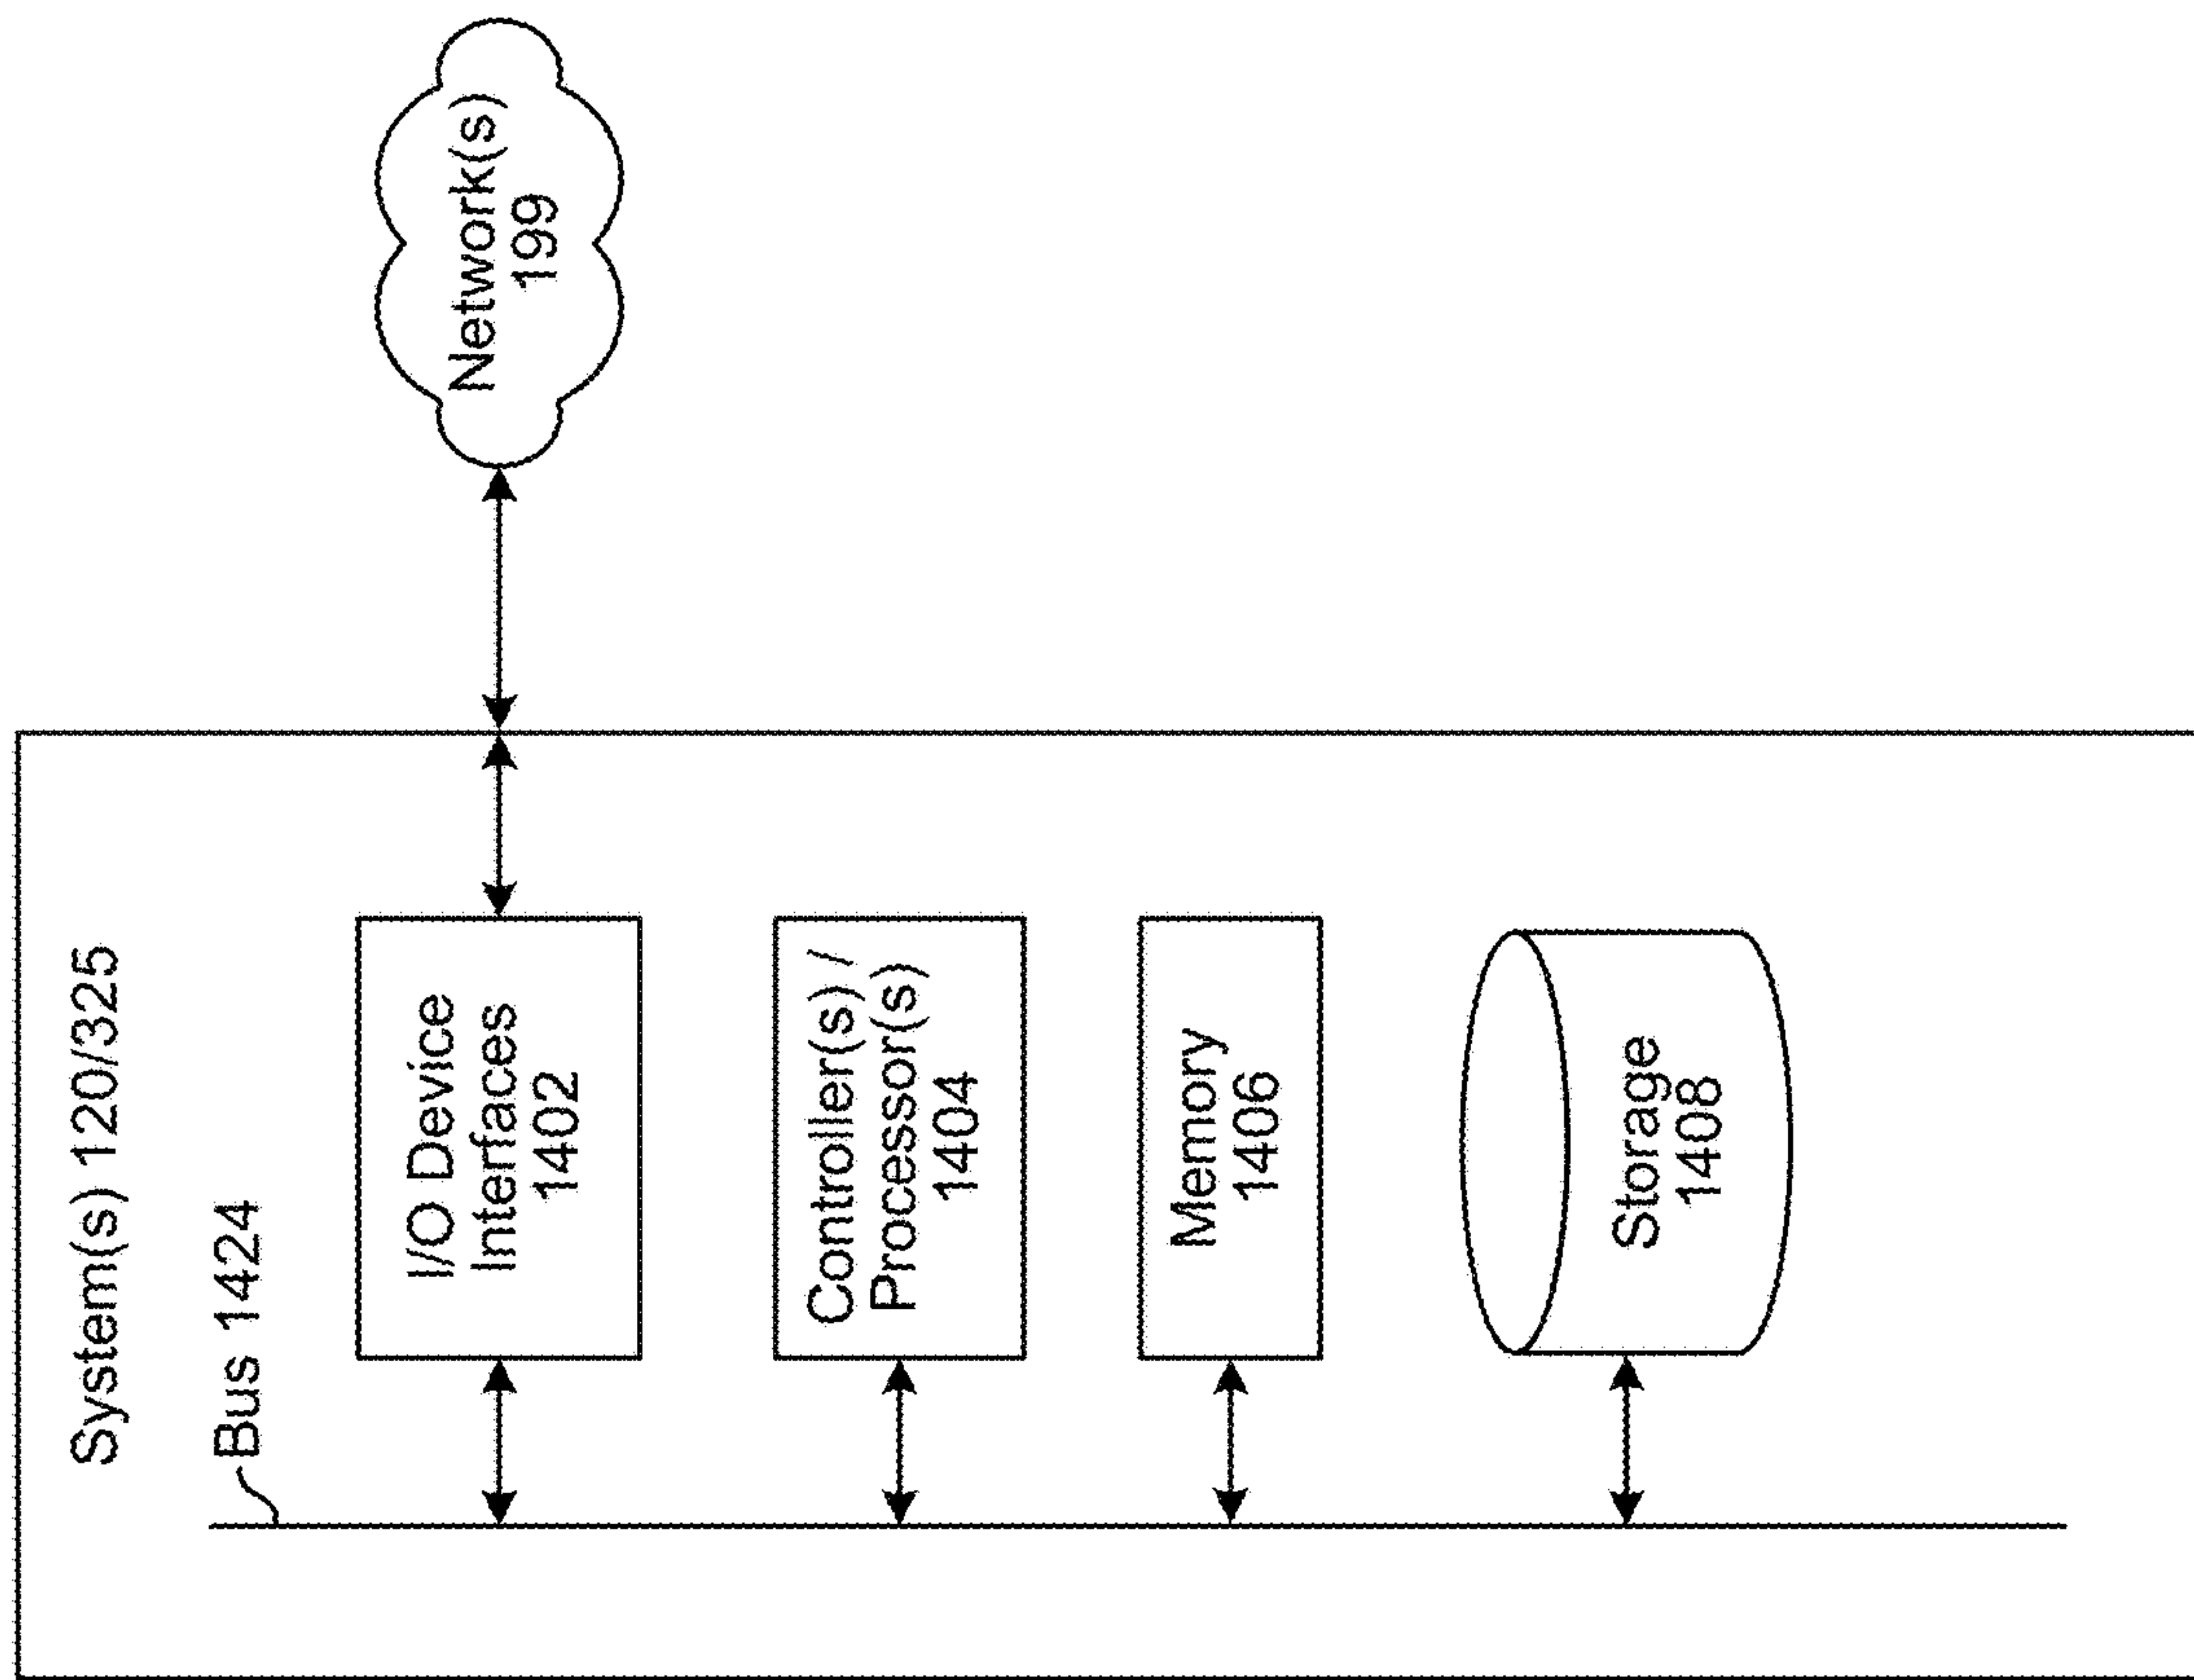 System(s) 120/325
Bus 1424
I/O Device
Interfaces
1402
Network(s)
199
Controller(s) /
Processor(s)
1404
Memory
1406
Storage
1408